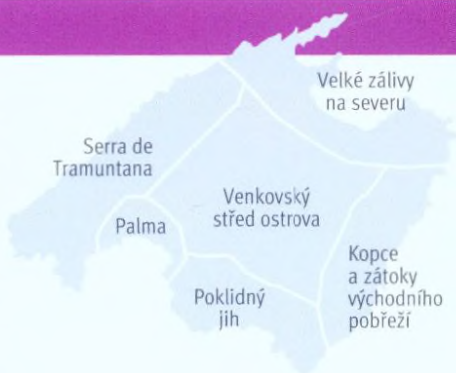 Velké zálivy
na severu
Serra de
Tramuntana
Venkovský
střed ostrova
Palma
Kopce
a zátoky
východního
pobřeží
Poklidný
jih